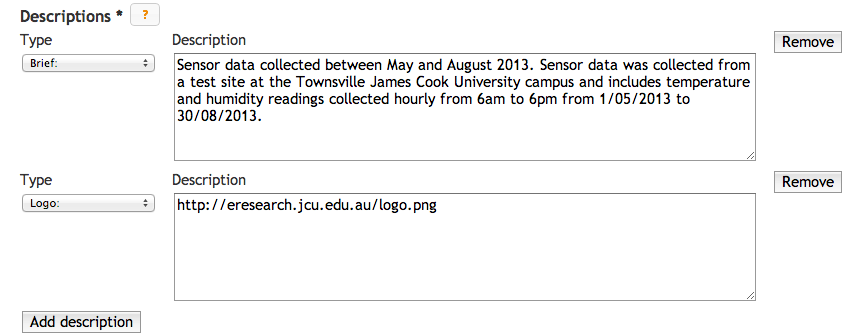 Descriptions * ?
Type Description Remove
Brief: Sensor data collected between May and August 2013. Sensor data was collected from
a test site at the Townsville James Cook University campus and includes temperature
and humidity readings collected hourly from 6am to 6pm from 1/05/2013 to
30/08/2013.
Type Description Remove
Logo: http://eresearch.jcu.edu.au/logo.png
Add description